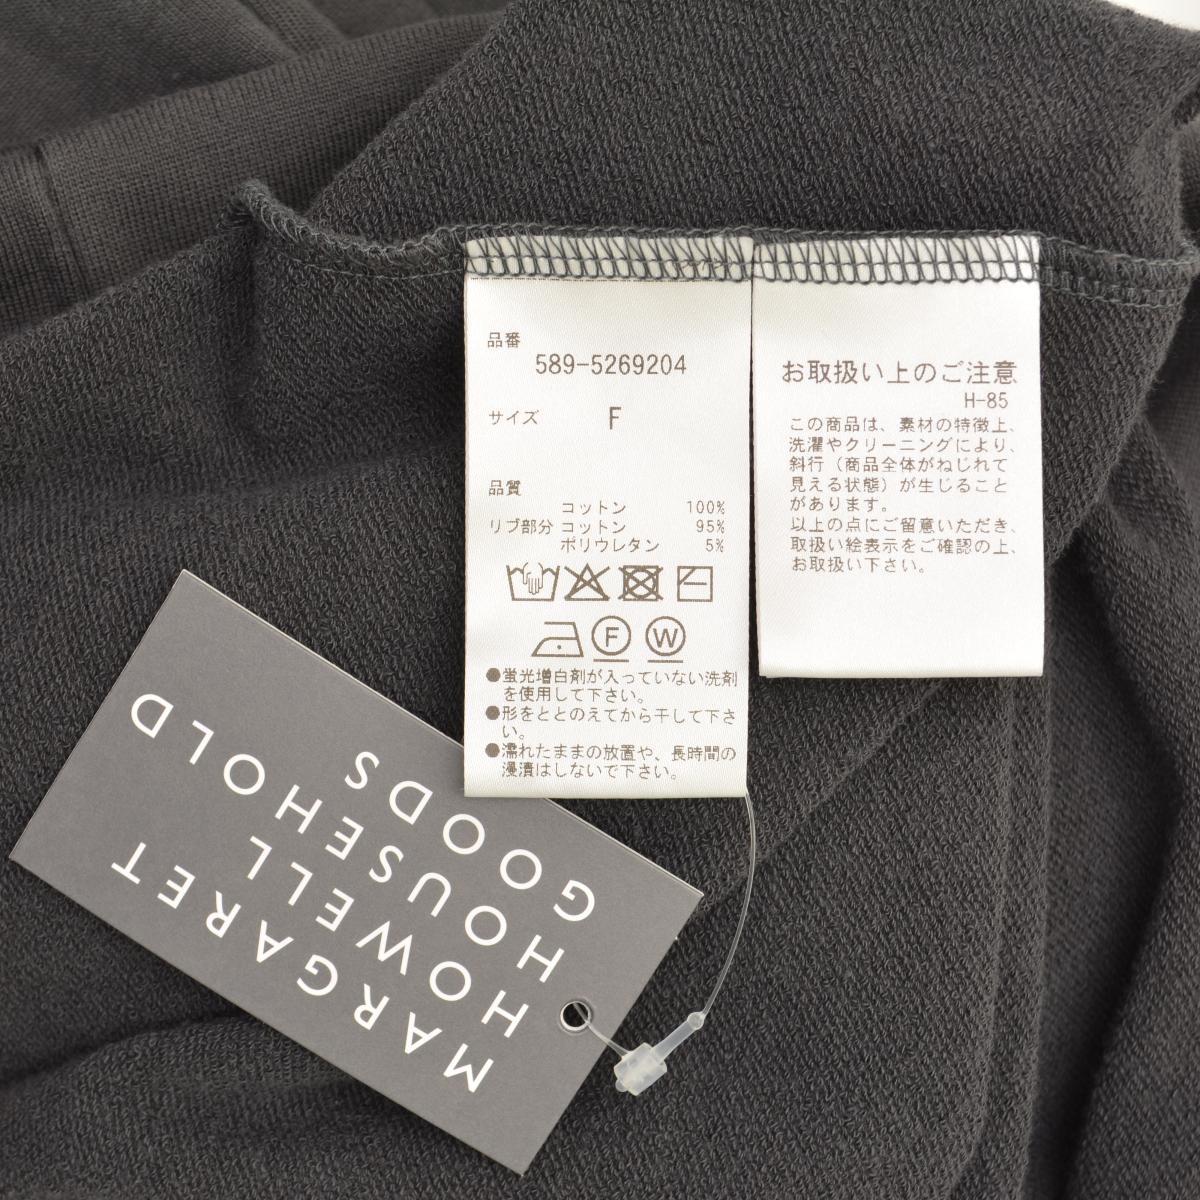 品番
589-5269204
サイズ F
品質
コットン 100%
リブ部分 コットン 95%
ポリウレタン 5%
F W
●蛍光増白剤が入っていない洗剤
を使用して下さい。
●形をととのえてから干して下さ
い。
●濡れたままの放置や、長時間の
浸漬はしないで下さい。
お取扱い上のご注意
H-85
この商品は、素材の特徴上、
洗濯やクリーニングにより、
斜行（商品全体がねじれて
見える状態）が生じること
があります。
以上の点にご留意いただき、
取扱い絵表示をご確認の上、
お取扱い下さい。
MARGARET
HOWELL
HOUSEHOLD
GOODS